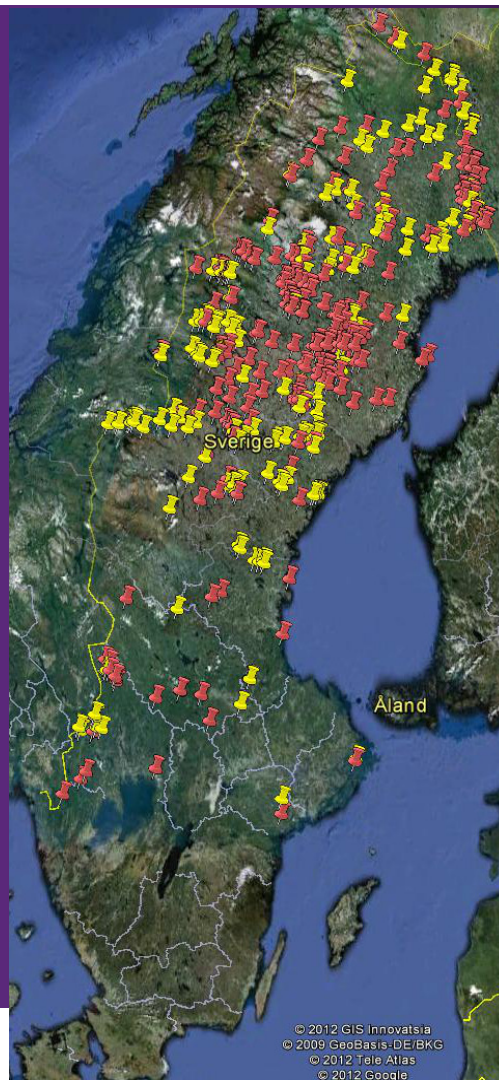 Sverige
Åland
© 2012 GIS Innovatsia
© 2009 GeoBasis-DE/BKG
© 2012 Tele Atlas
© 2012 Google